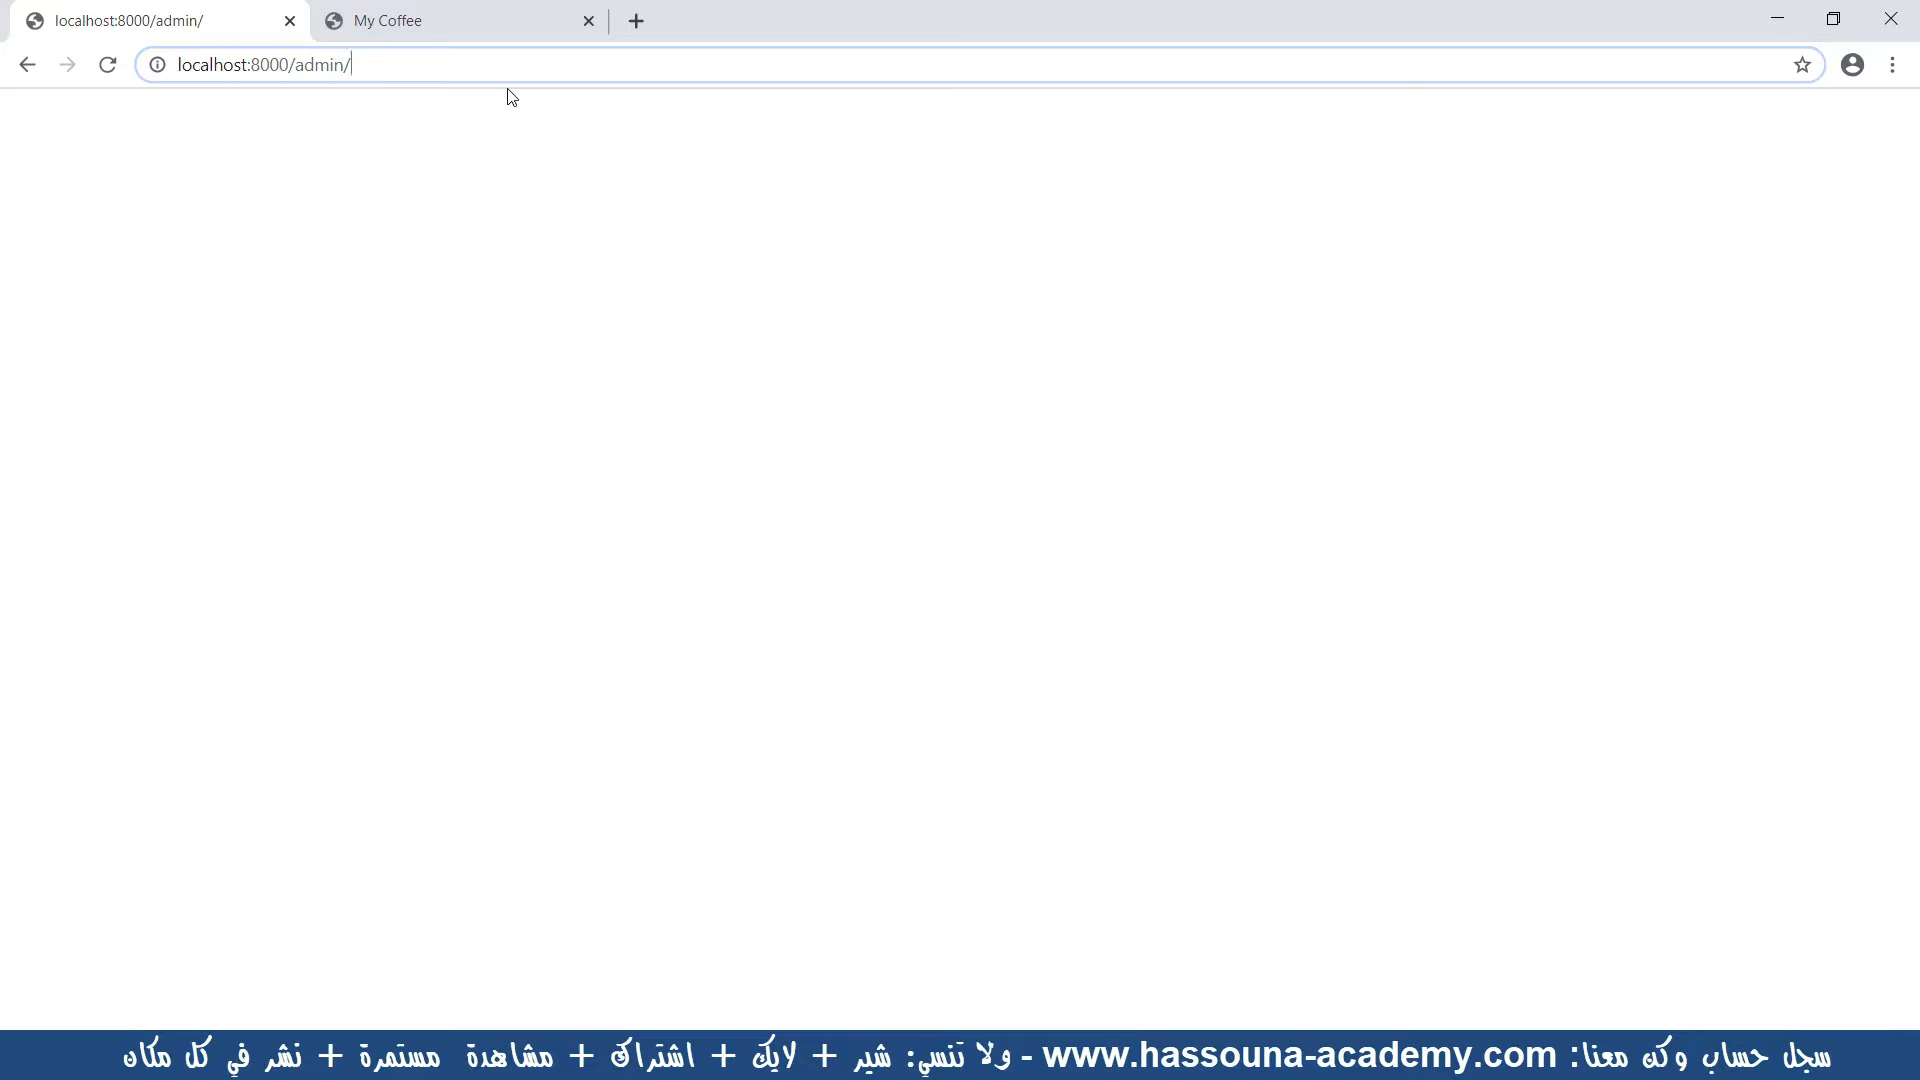 localhost:8000/admin/
My Coffee
localhost:8000/admin/
سجل حساب وكن معنا: www.hassouna-academy.com - ولا تنسى: شير + لايك + اشتراك + مشاهدة مستمرة + نشر في كل مكان